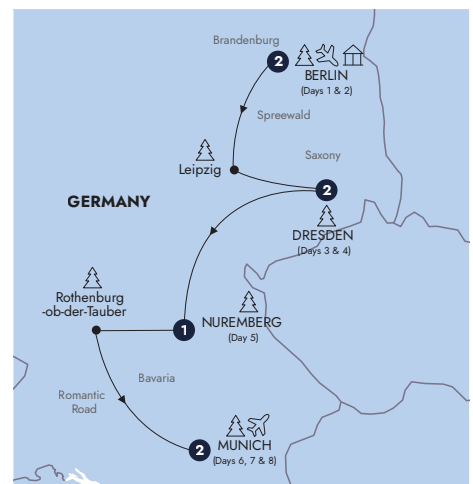 Brandenburg
2
BERLIN
(Days 1 & 2)
Spreewald
Saxony
Leipzig
2
GERMANY
DRESDEN
(Days 3 & 4)
Rothenburg
-ob-der-Tauber
1
NUREMBERG
(Day 5)
Bavaria
Romantic
Road
2
MUNICH
(Days 6, 7 & 8)